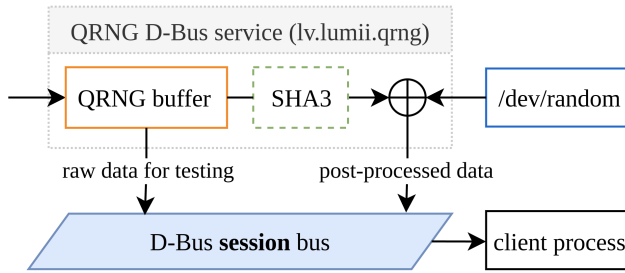 QRNG D-Bus service (lv.lumii.qrng)
QRNG buffer
SHA3
/dev/random
raw data for testing
post-processed data
D-Bus session bus
client process